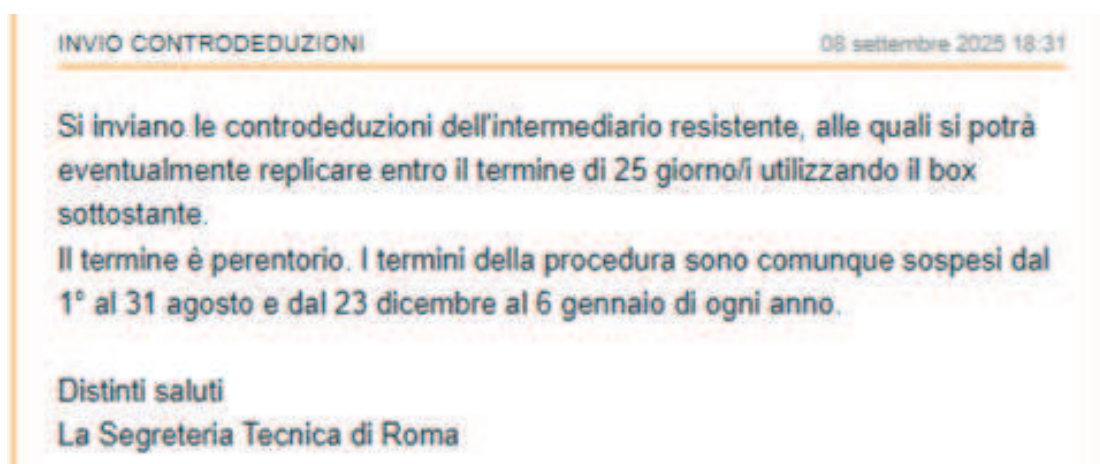 INVIO CONTRODEDUZIONI 08 settembre 2025 18:31
Si inviano le controdeduzioni dell'intermediario resistente, alle quali si potrà
eventualmente replicare entro il termine di 25 giorno/i utilizzando il box
sottostante.
Il termine è perentorio. I termini della procedura sono comunque sospesi dal
1° al 31 agosto e dal 23 dicembre al 6 gennaio di ogni anno.
Distinti saluti
La Segreteria Tecnica di Roma